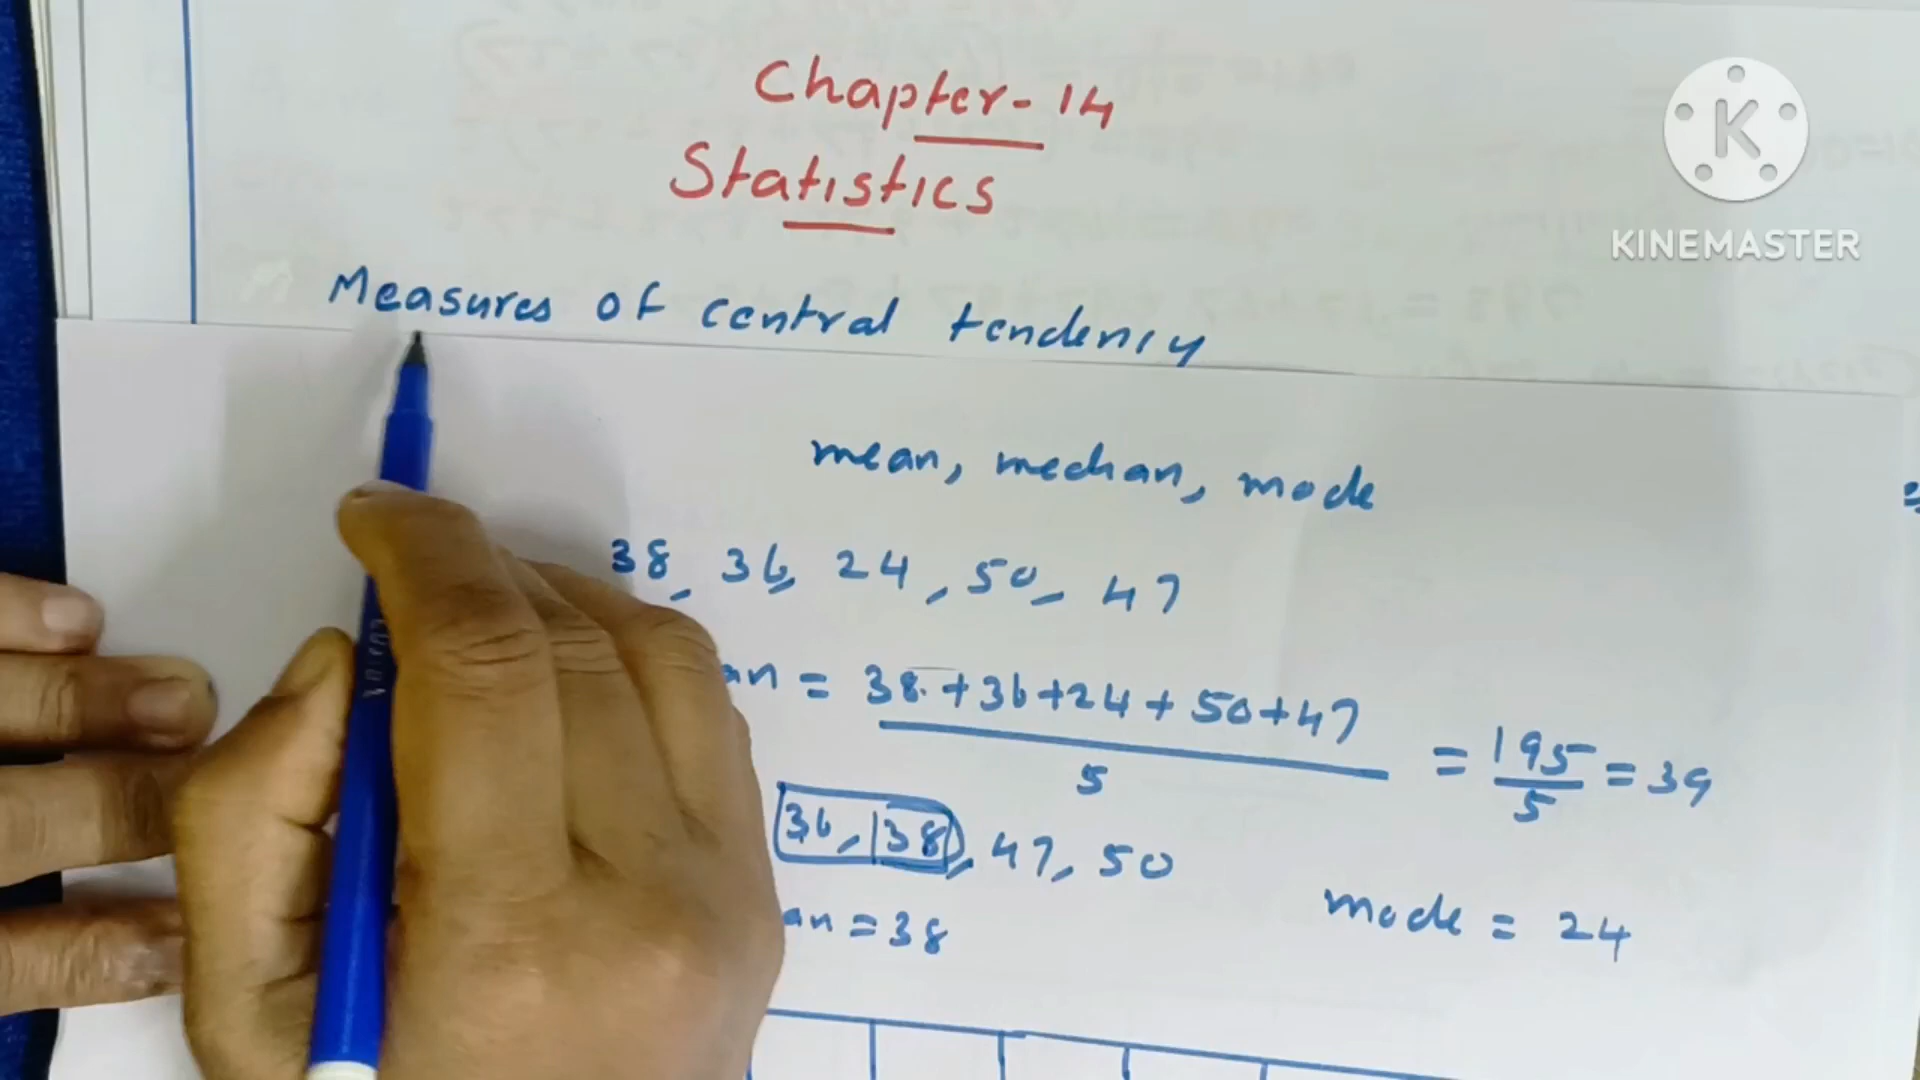 Chapter-14
Statistics
K
KINEMASTER
Measures of central tendency
mean, median, mode
38, 36, 24, 50, 47
an = 38+36+24+50+47 / 5 = 195/5 = 39
36, 38, 47, 50
an = 38
mode = 24